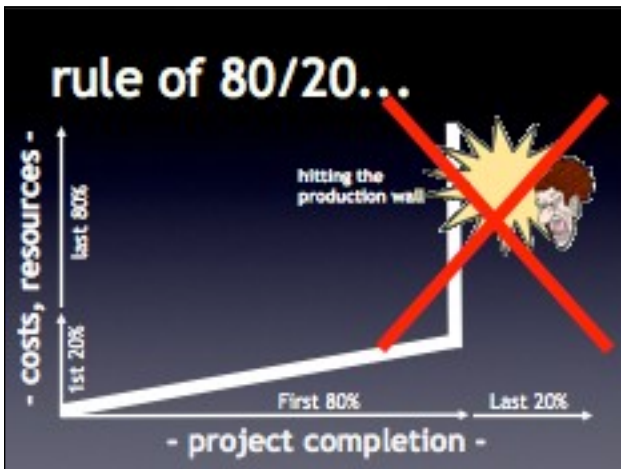 rule of 80/20...
hitting the
production wall
- costs, resources -
last 80%
1st 20%
First 80%
Last 20%
- project completion -